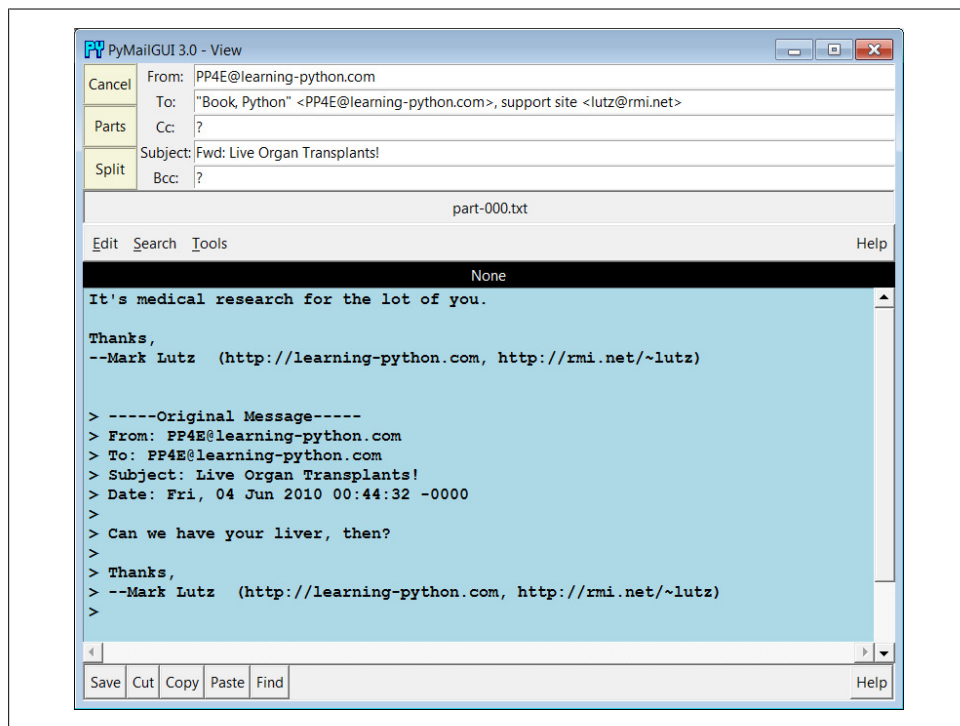 PY PyMailGUI 3.0 - View
Cancel
From: PP4E@learning-python.com
To: "Book, Python" <PP4E@learning-python.com>, support site <lutz@rmi.net>
Parts
Cc: ?
Subject: Fwd: Live Organ Transplants!
Split
Bcc: ?
part-000.txt
Edit Search Tools Help
None
It's medical research for the lot of you.
Thanks,
--Mark Lutz  (http://learning-python.com, http://rmi.net/~lutz)
> -----Original Message-----
> From: PP4E@learning-python.com
> To: PP4E@learning-python.com
> Subject: Live Organ Transplants!
> Date: Fri, 04 Jun 2010 00:44:32 -0000
>
> Can we have your liver, then?
>
> Thanks,
> --Mark Lutz  (http://learning-python.com, http://rmi.net/~lutz)
>
Save Cut Copy Paste Find Help